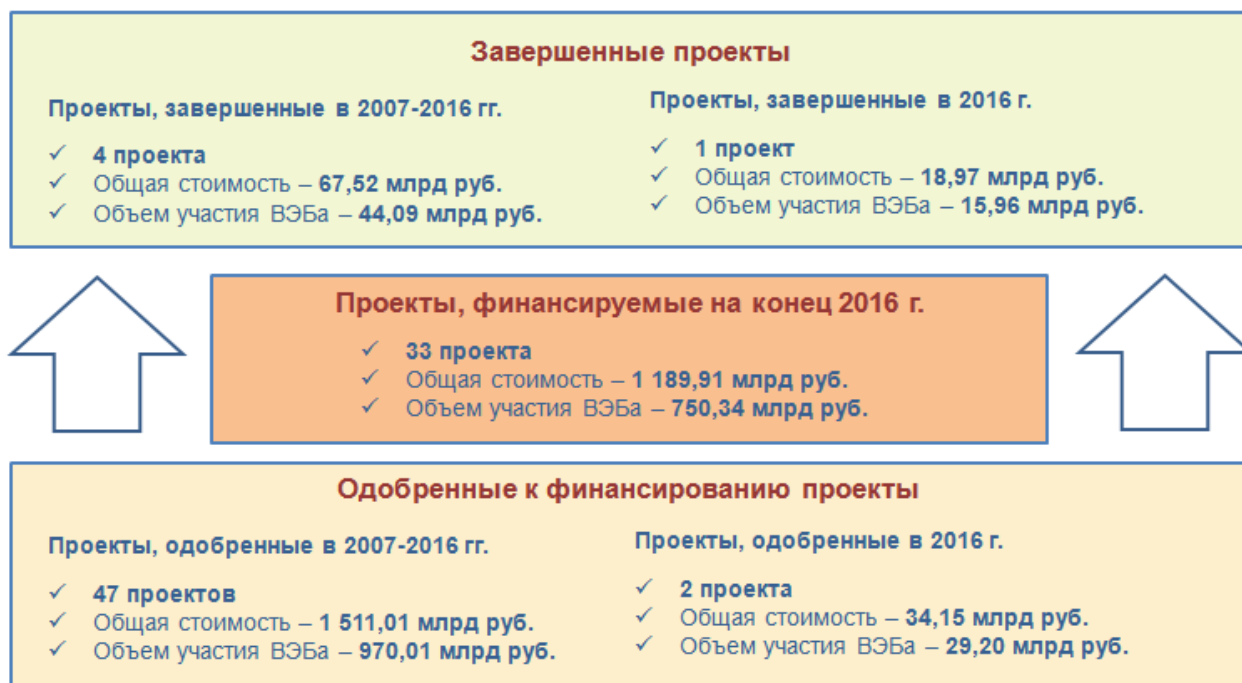 Завершенные проекты
Проекты, завершенные в 2007-2016 гг.
✓ 4 проекта
✓ Общая стоимость – 67,52 млрд руб.
✓ Объем участия ВЭБа – 44,09 млрд руб.
Проекты, завершенные в 2016 г.
✓ 1 проект
✓ Общая стоимость – 18,97 млрд руб.
✓ Объем участия ВЭБа – 15,96 млрд руб.
Проекты, финансируемые на конец 2016 г.
✓ 33 проекта
✓ Общая стоимость – 1 189,91 млрд руб.
✓ Объем участия ВЭБа – 750,34 млрд руб.
Одобренные к финансированию проекты
Проекты, одобренные в 2007-2016 гг.
✓ 47 проектов
✓ Общая стоимость – 1 511,01 млрд руб.
✓ Объем участия ВЭБа – 970,01 млрд руб.
Проекты, одобренные в 2016 г.
✓ 2 проекта
✓ Общая стоимость – 34,15 млрд руб.
✓ Объем участия ВЭБа – 29,20 млрд руб.